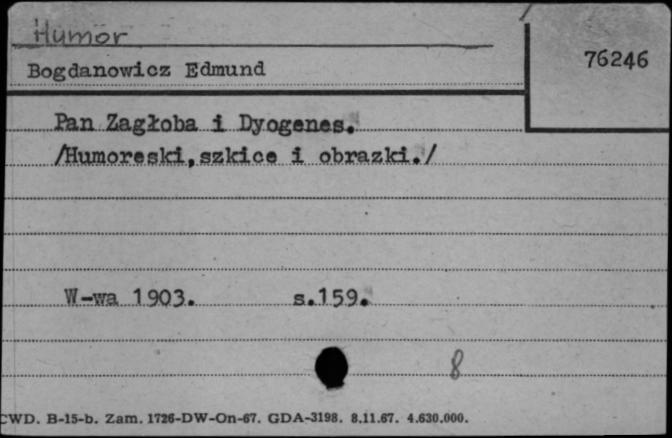 Humor
76246
Bogdanowicz Edmund
Pan Zagłoba i Dyogenes.
/Humoreski,szkice i obrazki./
W-wa 1903. s.159.
8
CWD. B-15-b. Zam. 1726-DW-On-67. GDA-3198. 8.11.67. 4.630.000.